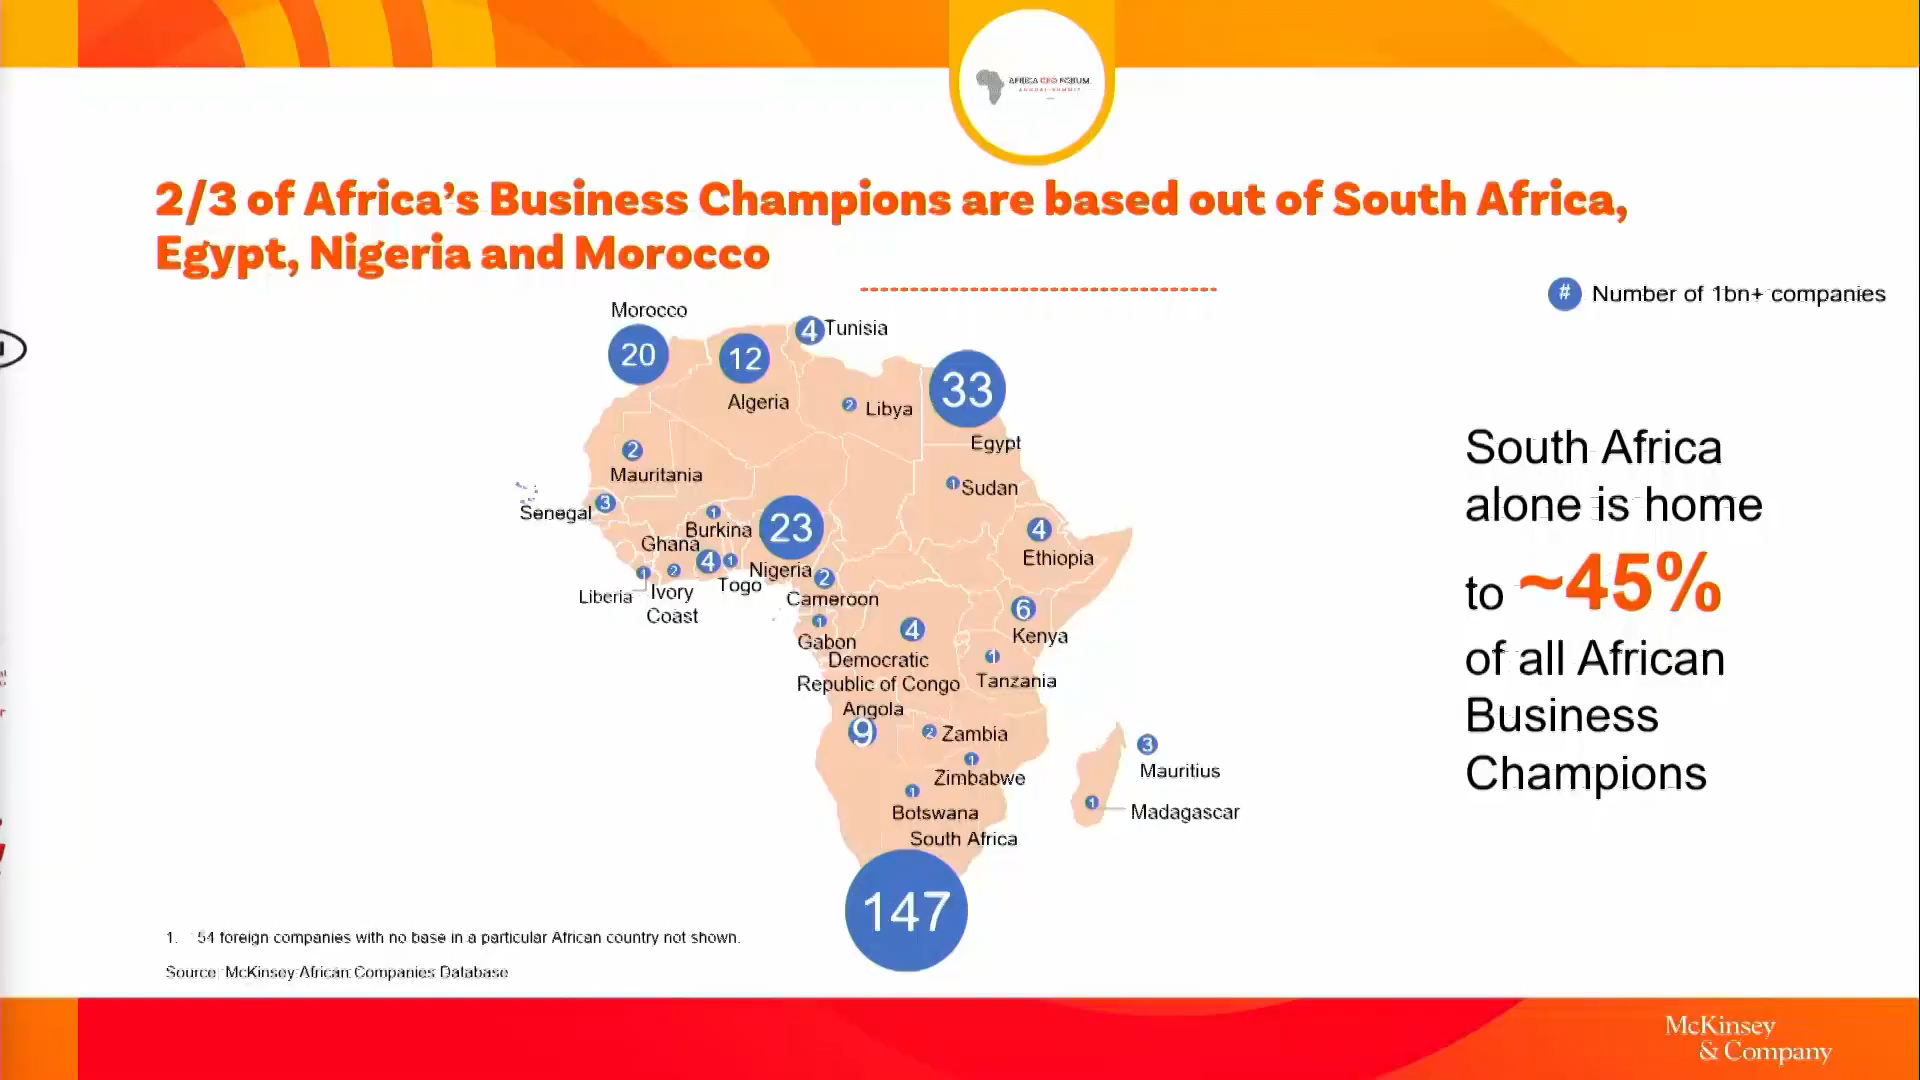 AFRICA CEO FORUM
ANNUAL SUMMIT
2/3 of Africa's Business Champions are based out of South Africa,
Egypt, Nigeria and Morocco
# Number of 1bn+ companies
Morocco
20
12
Algeria
4 Tunisia
2 Libya
33
Egypt
2
Mauritania
1 Sudan
Senegal 3
1
Burkina
23
Nigeria
4
Ethiopia
Ghana
4
1
Togo
1
Liberia
2
Ivory
Coast
2
Cameroon
6
Kenya
1
Gabon
4
Democratic
Republic of Congo
1
Tanzania
Angola
9
2 Zambia
1
Zimbabwe
3
Mauritius
1
Botswana
1 Madagascar
South Africa
147
South Africa
alone is home
to ~45%
of all African
Business
Champions
1. 54 foreign companies with no base in a particular African country not shown.
Source: McKinsey African Companies Database
McKinsey
& Company